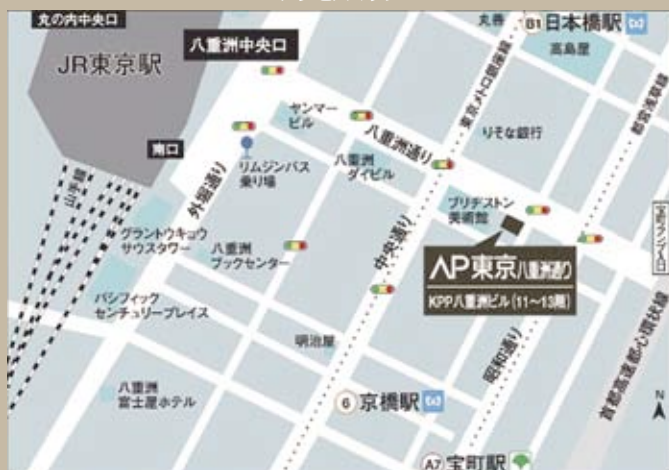 丸の内中央口
JR東京駅
八重洲中央口
丸善
B1 日本橋駅
高島屋
東京メトロ銀座線
都営浅草線
ヤンマー
ビル
八重洲通り
りそな銀行
南口
リムジンバス
乗り場
八重洲
ダイビル
山手線
外堀通り
ブリヂストン
美術館
グラントウキョウ
サウスタワー
八重洲
ブックセンター
中央通り
AP東京八重洲通り
KPP八重洲ビル(11～13階)
パシフィック
センチュリープレイス
明治屋
昭和通り
首都高速都心環状線
八重洲
富士屋ホテル
6 京橋駅
N
A7 宝町駅